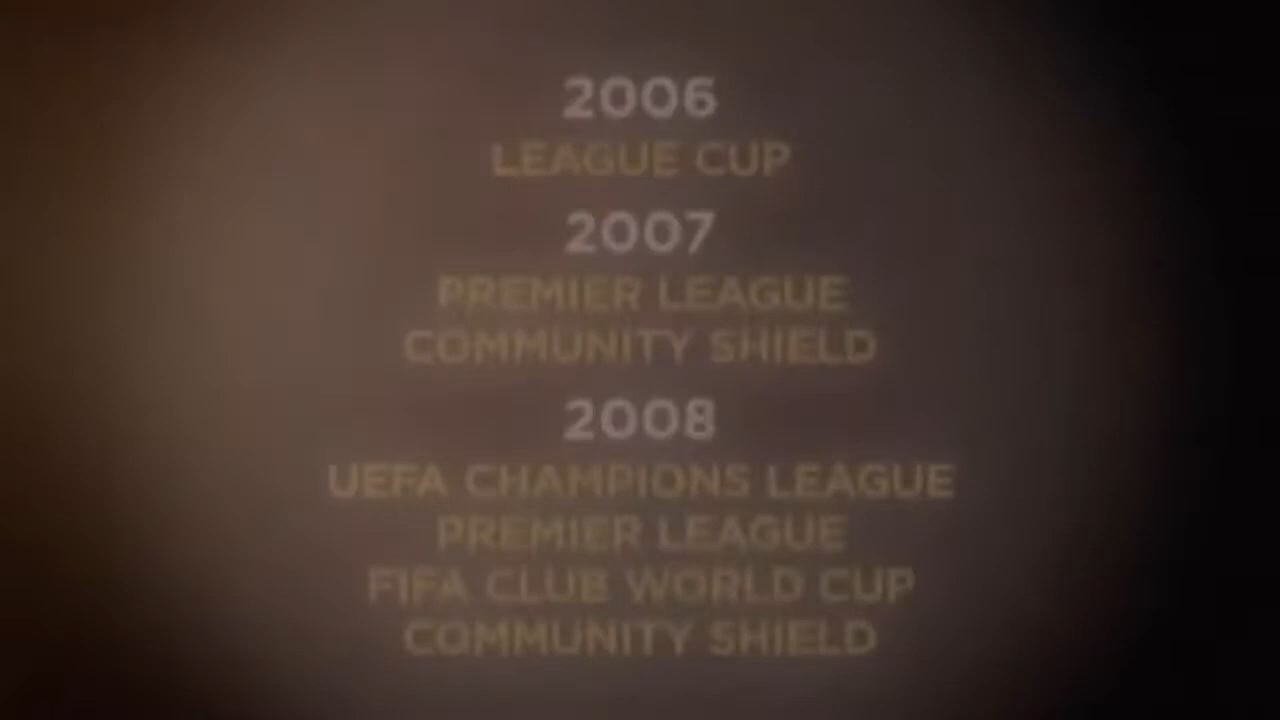 2006
LEAGUE CUP
2007
PREMIER LEAGUE
COMMUNITY SHIELD
2008
UEFA CHAMPIONS LEAGUE
PREMIER LEAGUE
FIFA CLUB WORLD CUP
COMMUNITY SHIELD